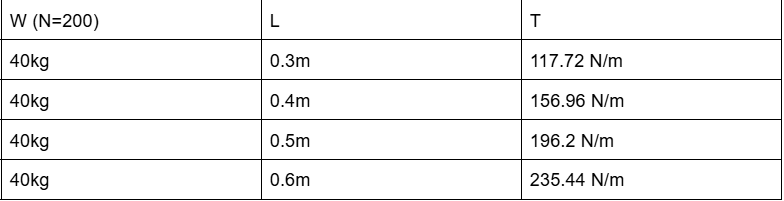 W (N=200) L T
40kg 0.3m 117.72 N/m
40kg 0.4m 156.96 N/m
40kg 0.5m 196.2 N/m
40kg 0.6m 235.44 N/m